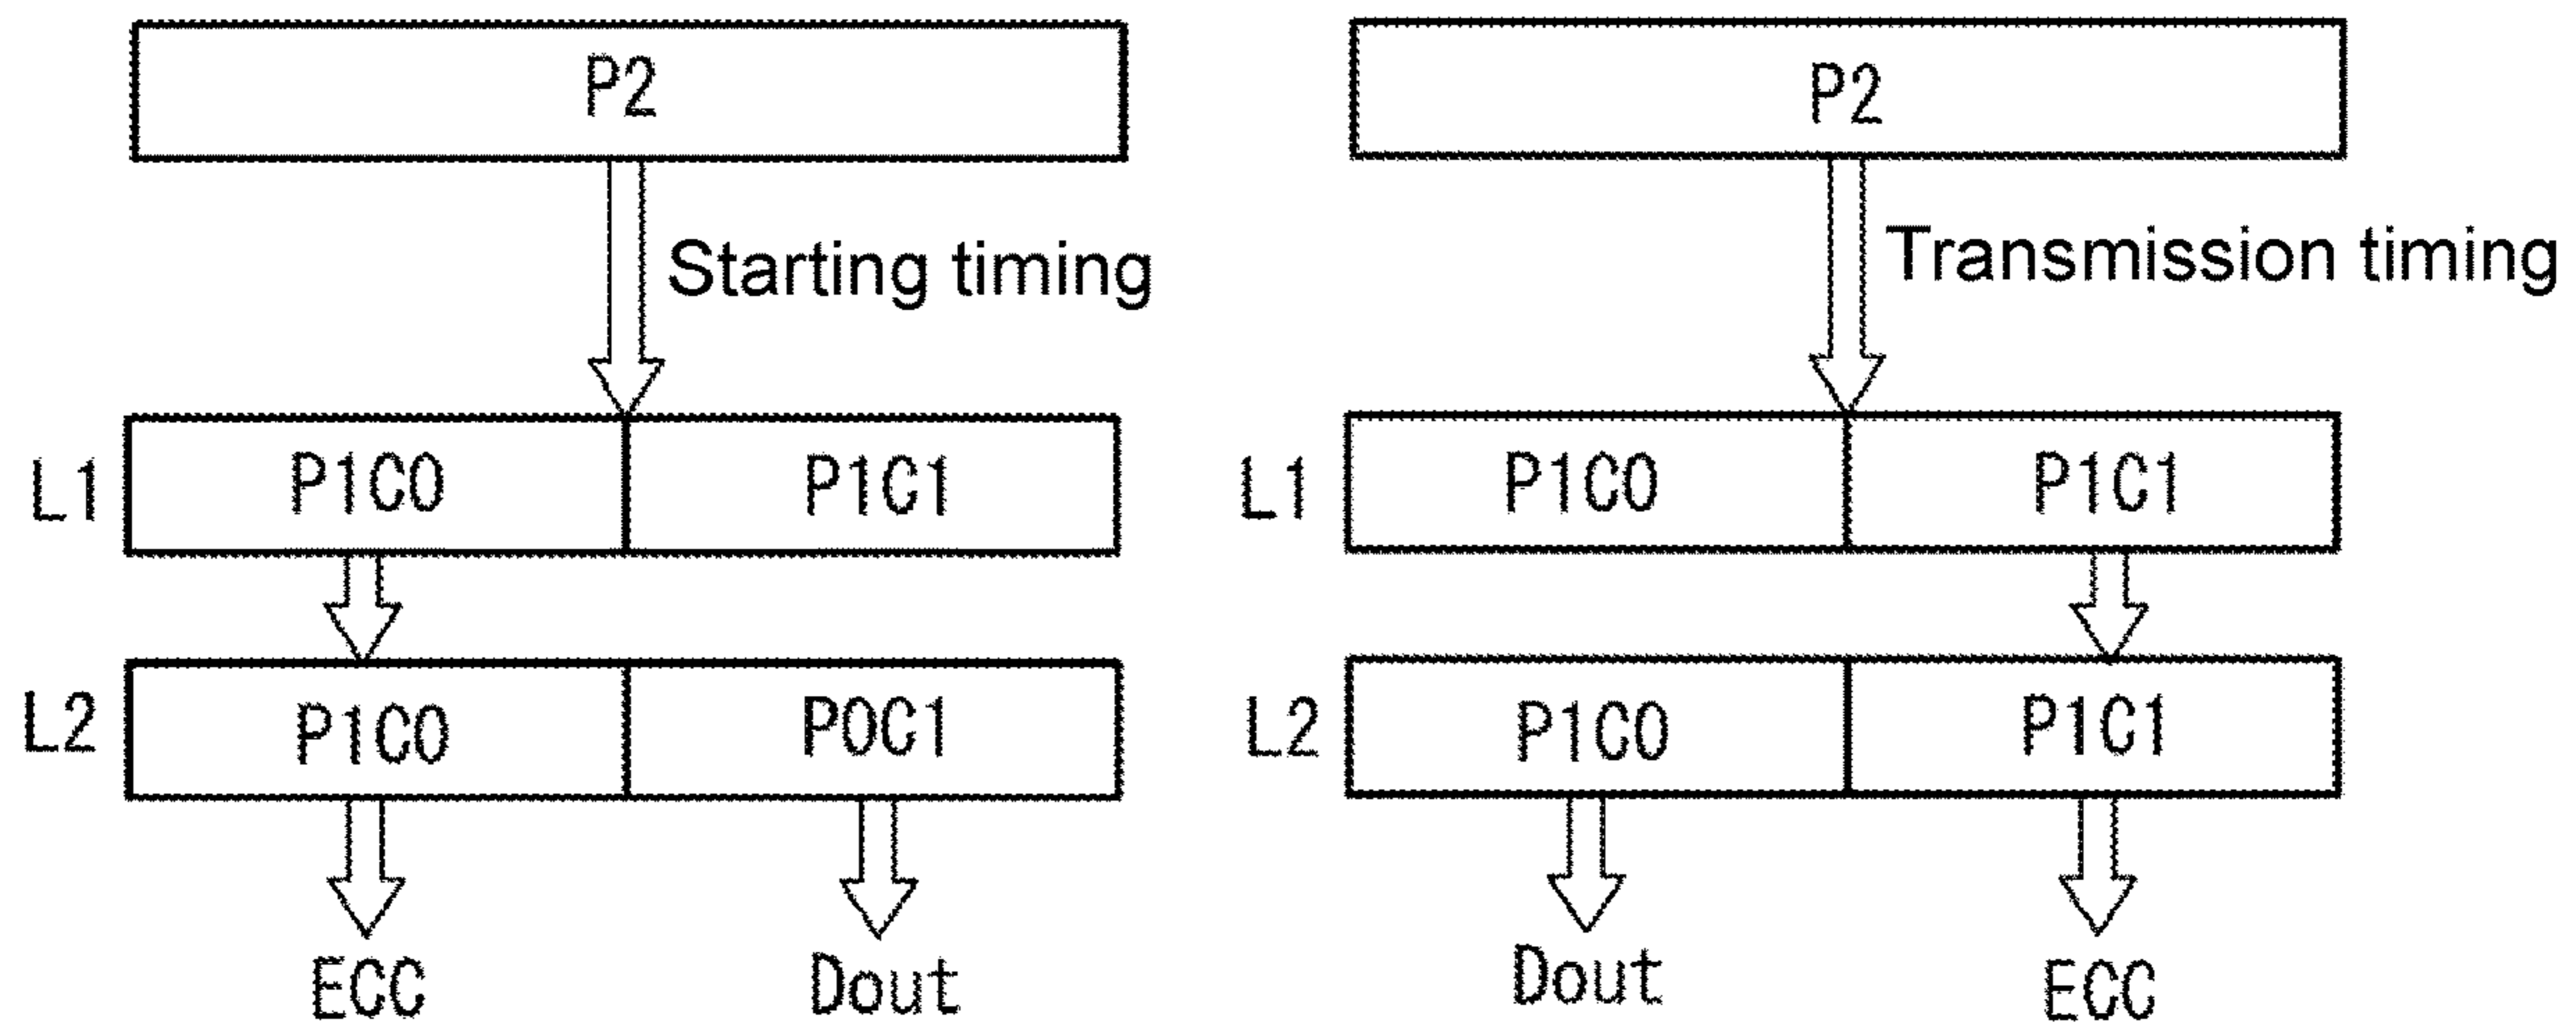 P2
Starting timing
L1 P1C0 P1C1
L2 P1C0 P0C1
ECC Dout
P2
Transmission timing
L1 P1C0 P1C1
L2 P1C0 P1C1
Dout ECC